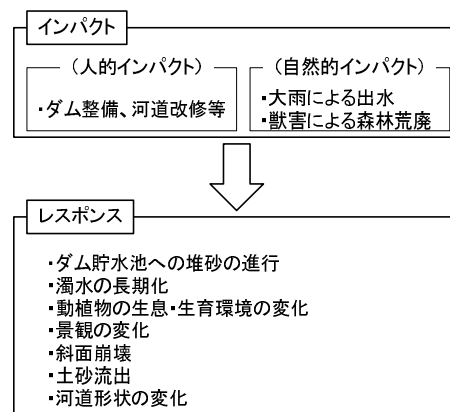 インパクト
(人的インパクト)
・ダム整備、河道改修等
(自然的インパクト)
・大雨による出水
・獣害による森林荒廃
レスポンス
・ダム貯水池への堆砂の進行
・濁水の長期化
・動植物の生息・生育環境の変化
・景観の変化
・斜面崩壊
・土砂流出
・河道形状の変化